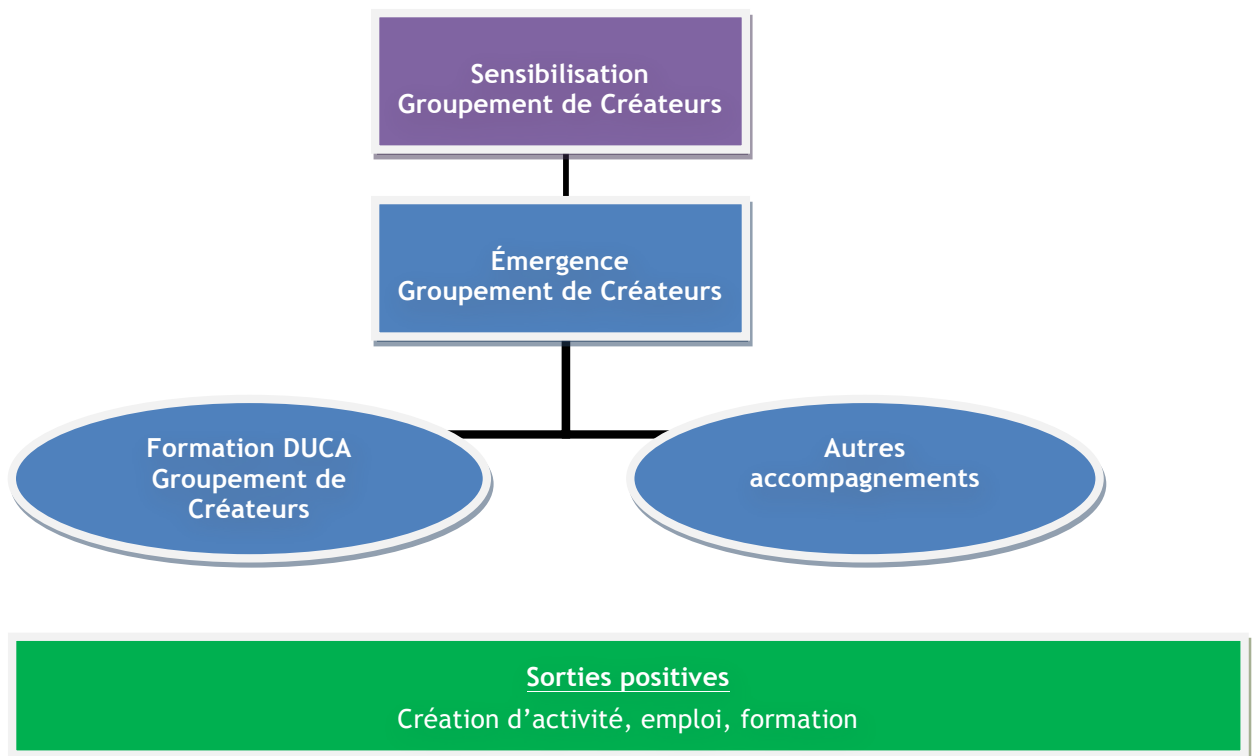 Sensibilisation
Groupement de Créateurs
Émergence
Groupement de Créateurs
Formation DUCA
Groupement de
Créateurs
Autres
accompagnements
Sorties positives
Création d’activité, emploi, formation